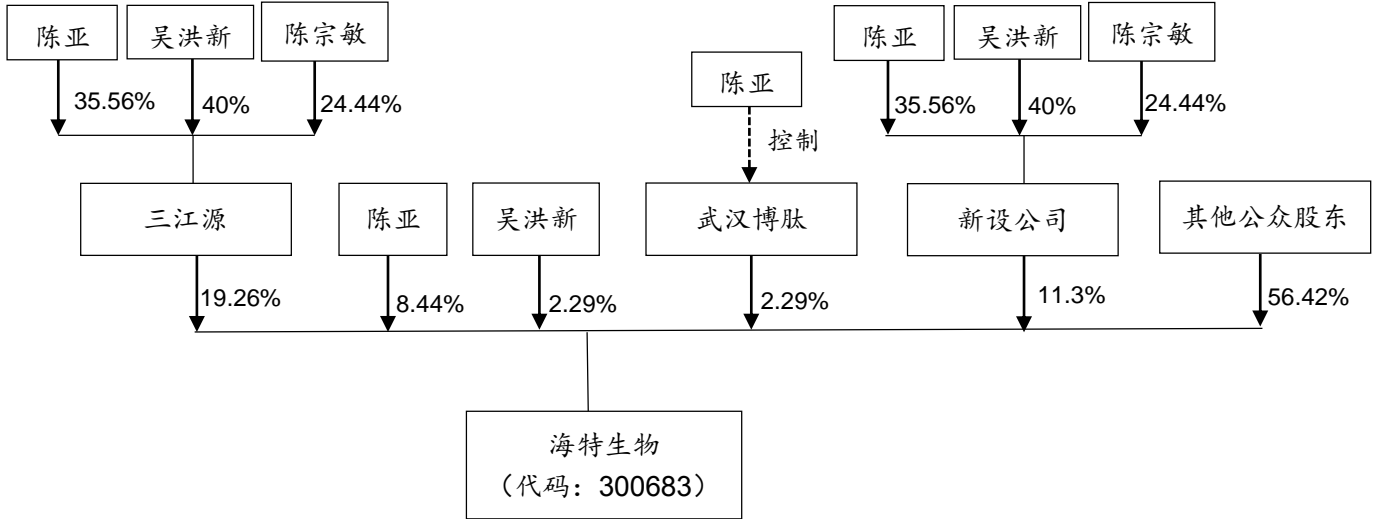 陈亚
吴洪新
陈宗敏
陈亚
陈亚
吴洪新
陈宗敏
35.56%
40%
24.44%
控制
35.56%
40%
24.44%
三江源
陈亚
吴洪新
武汉博肽
新设公司
其他公众股东
19.26%
8.44%
2.29%
2.29%
11.3%
56.42%
海特生物
（代码：300683）